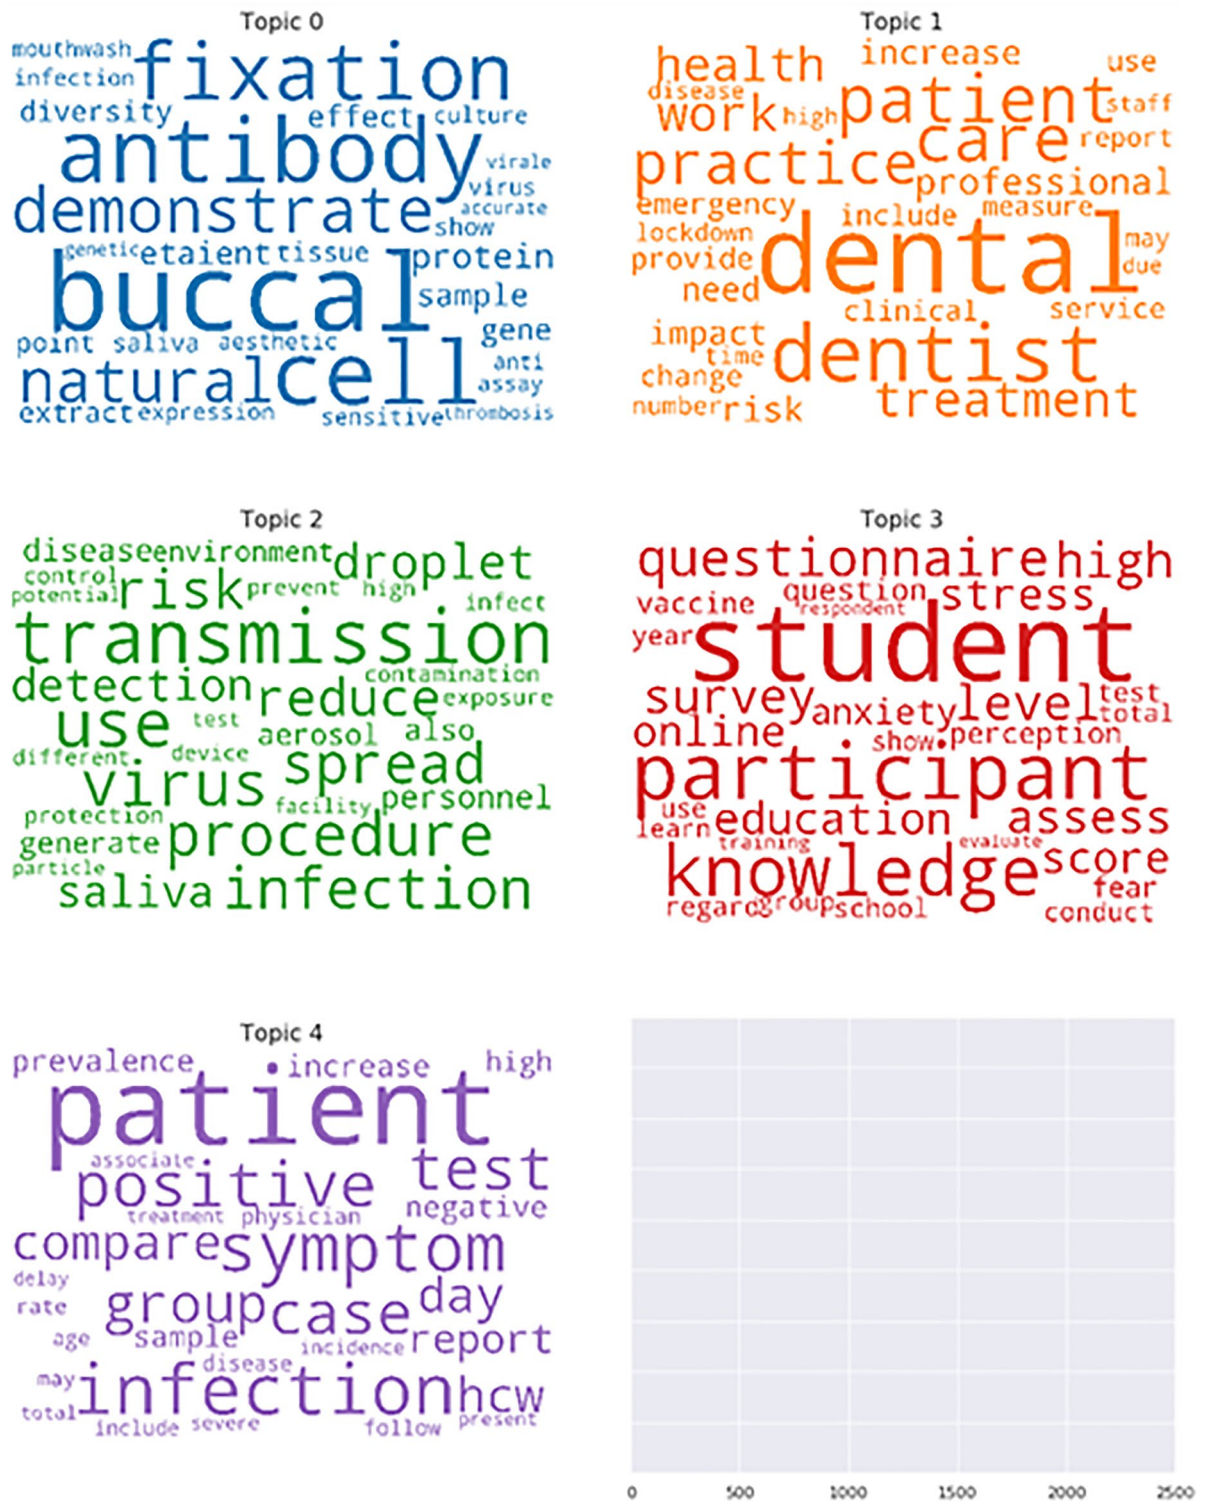 Topic 0
mouthwash fixation
infection
diversity effect culture
antibody virale
virus
demonstrate accurate
show
genetic etaient tissue protein
buccal sample
gene
point saliva aesthetic
natural cell anti
assay
extract expression sensitive thrombosis
Topic 1
health increase use
disease patient staff
work high care report
practice professional
emergency include measure
lockdown dental may
provide due
need
clinical service
impact dentist
time
change
number risk treatment
Topic 2
disease environment droplet
control risk prevent high
potential infect
transmission
contamination
detection reduce exposure
use test aerosol also
different device spread
virus facility personnel
protection
generate procedure
particle
saliva infection
Topic 3
questionnaire high
vaccine question stress
respondent
year student
survey anxiety level test
total
online show perception
participant
use education assess
learn
training evaluate
knowledge score
fear
regard group school conduct
Topic 4
prevalence increase high
patient
associate test
positive negative
treatment physician
compare symptom
delay
rate group case day
age sample incidence report
disease
may infection hcw
total
include severe follow present
0 500 1000 1500 2000 2500